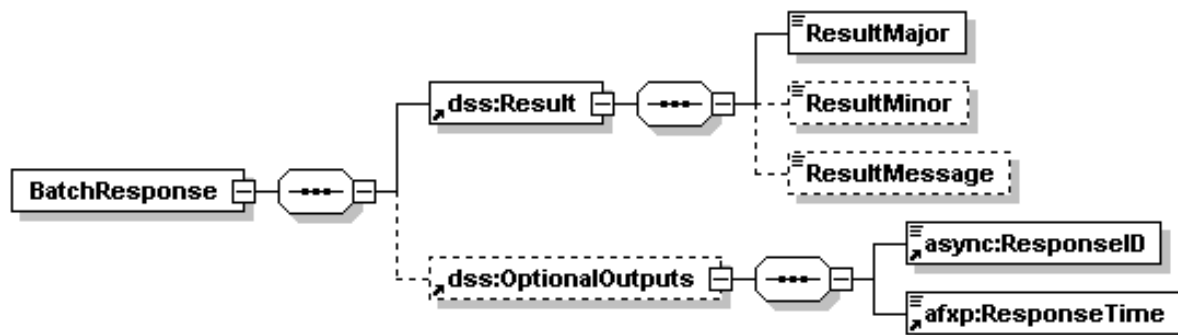 ResultMajor
dss:Result
ResultMinor
ResultMessage
BatchResponse
async:ResponseID
dss:OptionalOutputs
afxp:ResponseTime